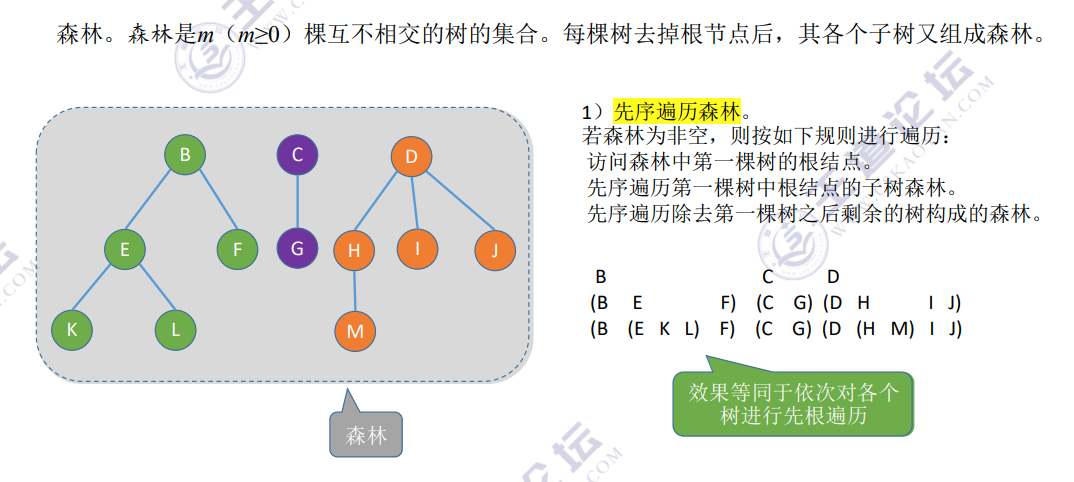 森林。森林是m（m≥0）棵互不相交的树的集合。每棵树去掉根节点后，其各个子树又组成森林。
1）先序遍历森林。
若森林为非空，则按如下规则进行遍历：
访问森林中第一棵树的根结点。
先序遍历第一棵树中根结点的子树森林。
先序遍历除去第一棵树之后剩余的树构成的森林。
B C D
E F G H I J
K L M
森林
B C D
(B E F) (C G) (D H I J)
(B (E K L) F) (C G) (D (H M) I J)
效果等同于依次对各个
树进行先根遍历